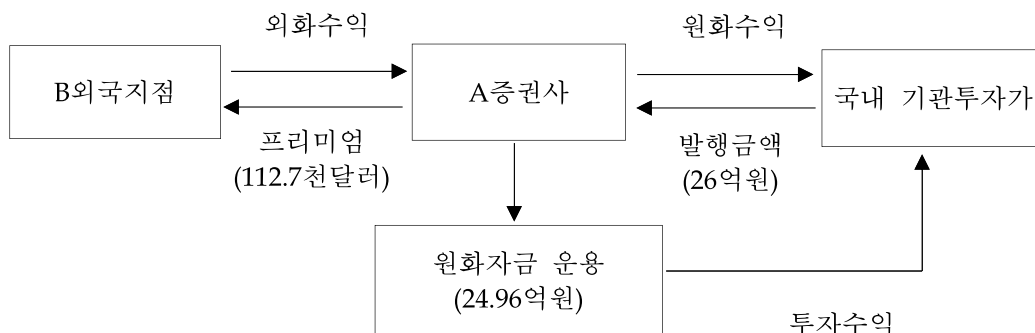 외화수익
원화수익
B외국지점
A증권사
국내 기관투자가
프리미엄
(112.7천달러)
발행금액
(26억원)
원화자금 운용
(24.96억원)
투자수익